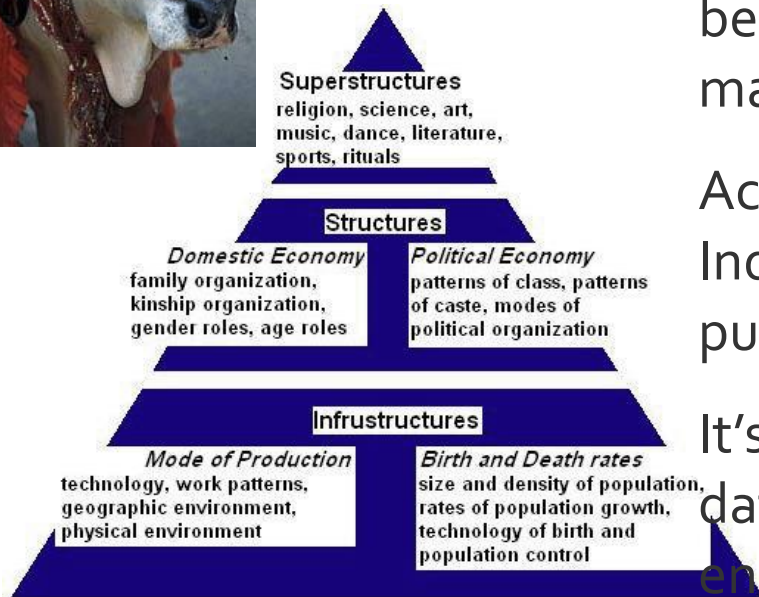 Superstructures
religion, science, art,
music, dance, literature,
sports, rituals
Structures
Domestic Economy
family organization,
kinship organization,
gender roles, age roles
Political Economy
patterns of class, patterns
of caste, modes of
political organization
Infrustructures
Mode of Production
technology, work patterns,
geographic environment,
physical environment
Birth and Death rates
size and density of population,
rates of population growth,
technology of birth and
population control
be
ma
Ac
Inc
pu
It’s
dat
en